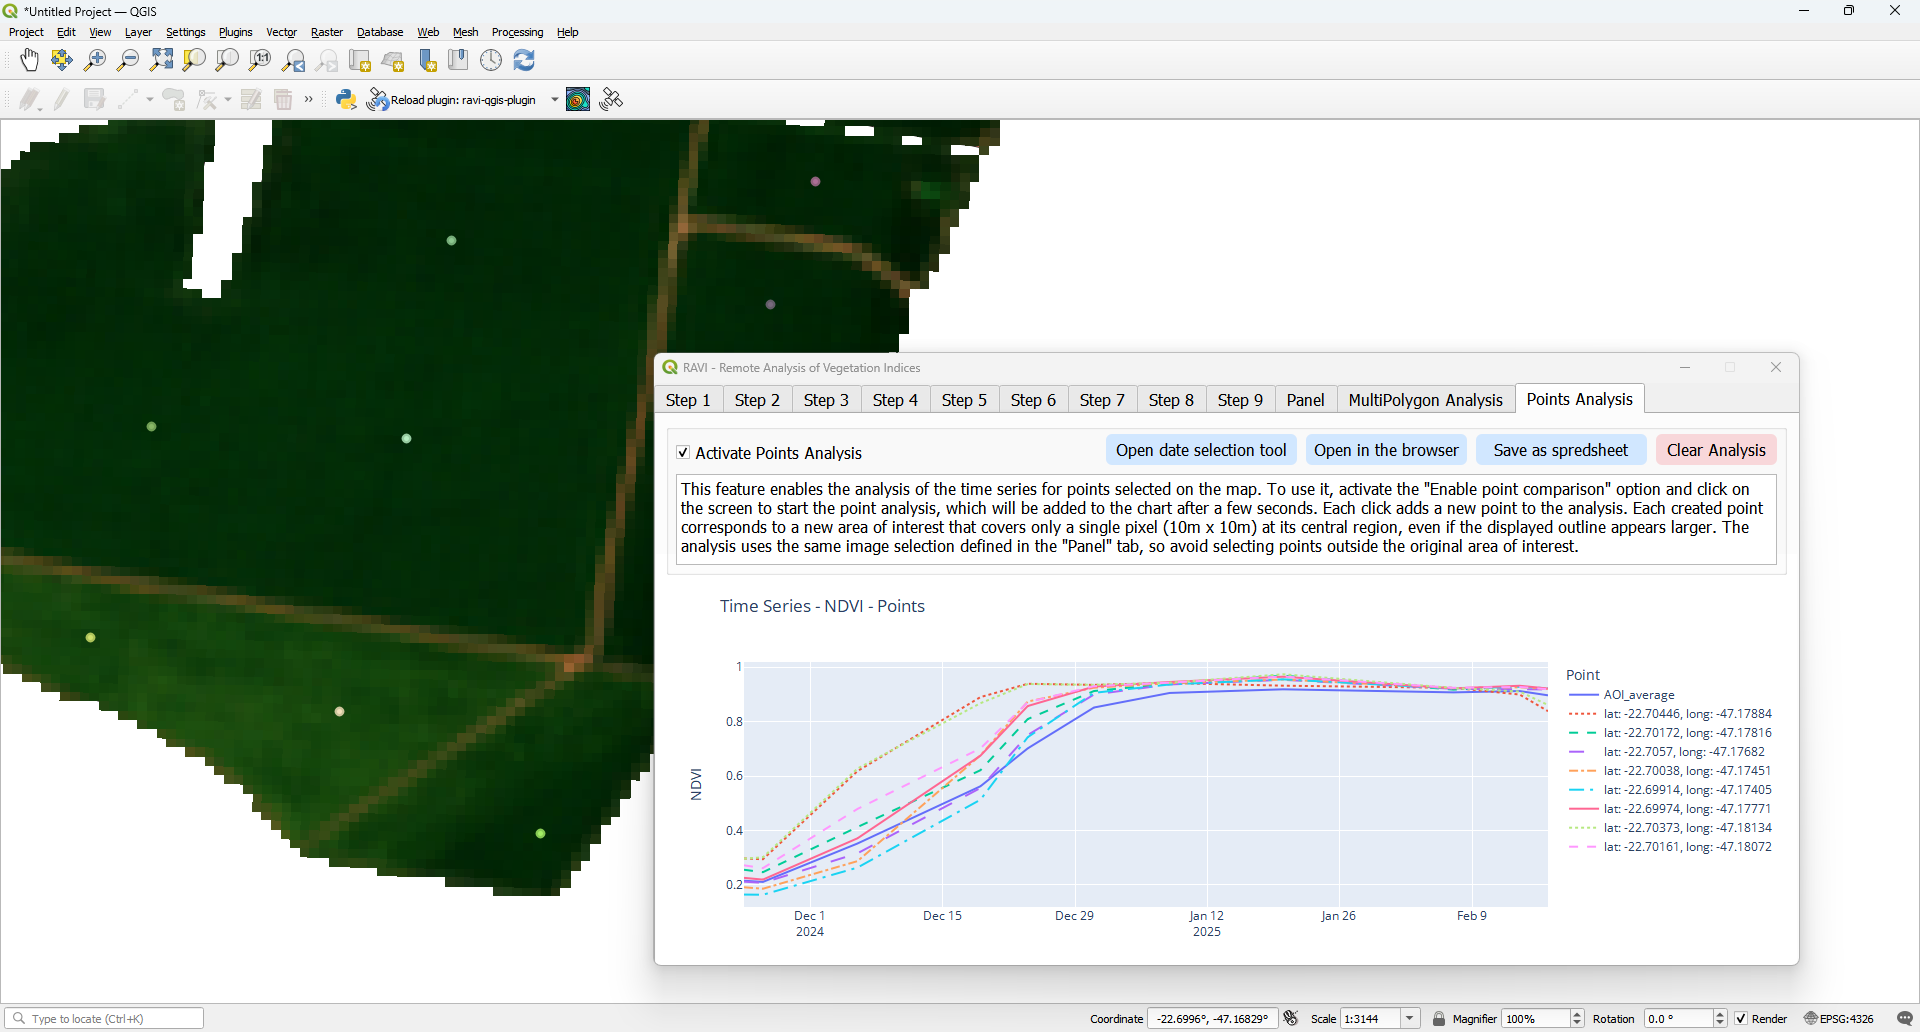 *Untitled Project — QGIS
Project Edit View Layer Settings Plugins Vector Raster Database Web Mesh Processing Help
1:1
» Reload plugin: ravi-qgis-plugin
RAVI - Remote Analysis of Vegetation Indices
Step 1 Step 2 Step 3 Step 4 Step 5 Step 6 Step 7 Step 8 Step 9 Panel MultiPolygon Analysis Points Analysis
Activate Points Analysis Open date selection tool Open in the browser Save as spredsheet Clear Analysis
This feature enables the analysis of the time series for points selected on the map. To use it, activate the "Enable point comparison" option and click on
the screen to start the point analysis, which will be added to the chart after a few seconds. Each click adds a new point to the analysis. Each created point
corresponds to a new area of interest that covers only a single pixel (10m x 10m) at its central region, even if the displayed outline appears larger. The
analysis uses the same image selection defined in the "Panel" tab, so avoid selecting points outside the original area of interest.
Time Series - NDVI - Points
NDVI
1
0.8
0.6
0.4
0.2
Dec 1 Dec 15 Dec 29 Jan 12 Jan 26 Feb 9
2024 2025
Point
AOI_average
lat: -22.70446, long: -47.17884
lat: -22.70172, long: -47.17816
lat: -22.7057, long: -47.17682
lat: -22.70038, long: -47.17451
lat: -22.69914, long: -47.17405
lat: -22.69974, long: -47.17771
lat: -22.70373, long: -47.18134
lat: -22.70161, long: -47.18072
Type to locate (Ctrl+K) Coordinate -22.6996°, -47.16829° Scale 1:3144 Magnifier 100% Rotation 0.0 ° Render EPSG:4326